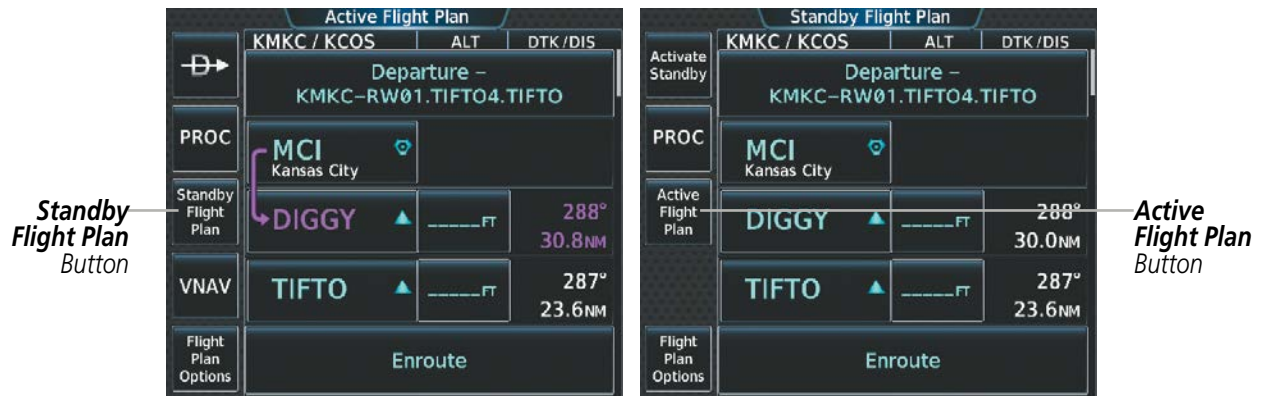 Active Flight Plan
KMKC / KCOS ALT DTK/DIS
Departure –
KMKC–RW01.TIFTO4.TIFTO
PROC
MCI
Kansas City
Standby
Flight
Plan
DIGGY _____FT 288°
30.8NM
VNAV
TIFTO _____FT 287°
23.6NM
Flight
Plan
Options
Enroute
Standby
Flight Plan
Button
Standby Flight Plan
KMKC / KCOS ALT DTK/DIS
Activate
Standby
Departure –
KMKC–RW01.TIFTO4.TIFTO
PROC
MCI
Kansas City
Active
Flight
Plan
DIGGY _____FT 288°
30.0NM
TIFTO _____FT 287°
23.6NM
Flight
Plan
Options
Enroute
Active
Flight Plan
Button